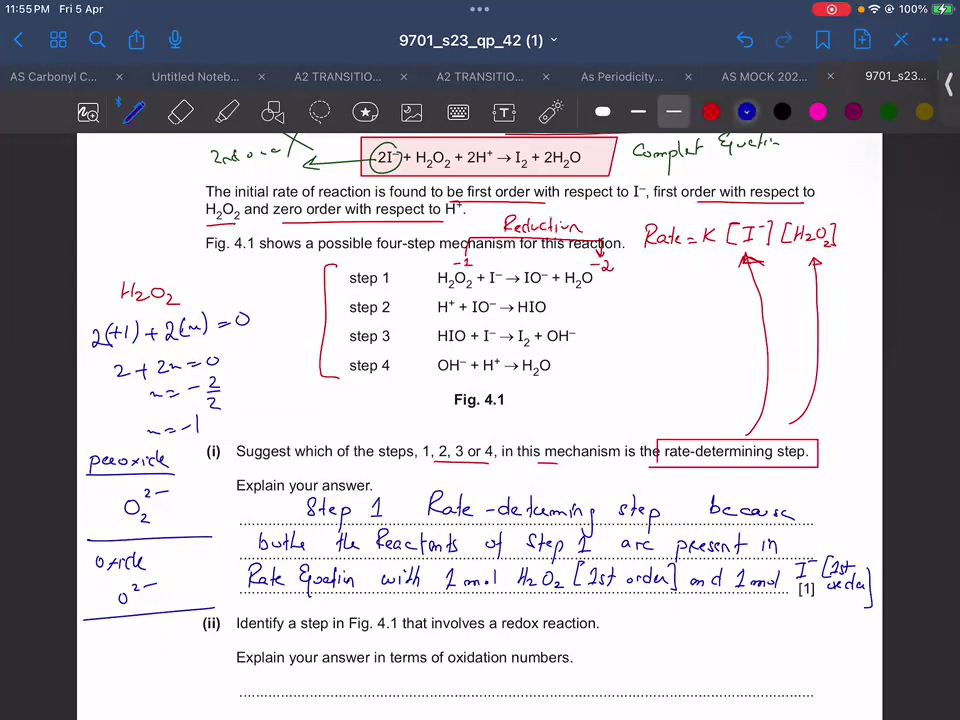 11:55 PM Fri 5 Apr
100%
9701_s23_qp_42 (1)
AS Carbonyl C...
Untitled Noteb...
A2 TRANSITIO...
A2 TRANSITIO...
As Periodicity...
AS MOCK 202...
9701_s23...
2nd one
2I⁻ + H₂O₂ + 2H⁺ → I₂ + 2H₂O
Complet Equation
The initial rate of reaction is found to be first order with respect to I⁻, first order with respect to
H₂O₂ and zero order with respect to H⁺.
Reduction
Rate = K [I⁻] [H₂O₂]
Fig. 4.1 shows a possible four-step mechanism for this reaction.
-1
-2
step 1 H₂O₂ + I⁻ → IO⁻ + H₂O
step 2 H⁺ + IO⁻ → HIO
step 3 HIO + I⁻ → I₂ + OH⁻
step 4 OH⁻ + H⁺ → H₂O
Fig. 4.1
H₂O₂
2(+1) + 2(x) = 0
2 + 2x = 0
x = -2/2
x = -1
peroxide
O₂²⁻
oxide
O²⁻
(i) Suggest which of the steps, 1, 2, 3 or 4, in this mechanism is the rate-determining step.
Explain your answer.
Step 1 Rate-determing step because
bothe the Reactants of Step 1 are present in
Rate Equation with 1 mol H₂O₂ [1st order] and 1 mol I⁻ [1st order]
[1]
(ii) Identify a step in Fig. 4.1 that involves a redox reaction.
Explain your answer in terms of oxidation numbers.